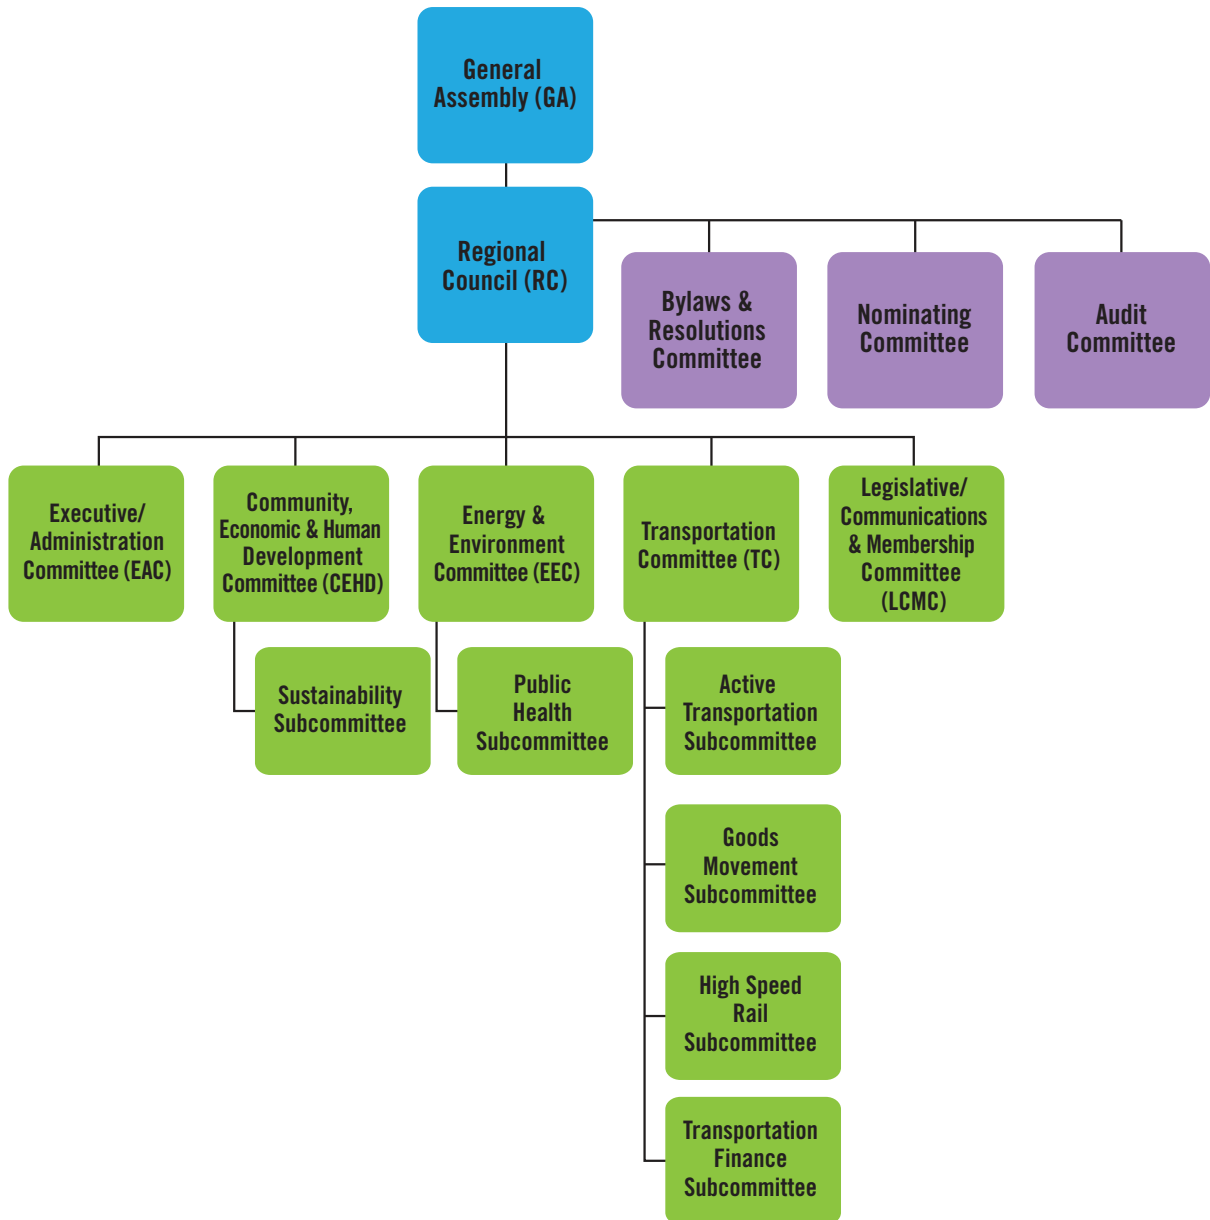 General
Assembly (GA)
Regional
Council (RC)
Bylaws &
Resolutions
Committee
Nominating
Committee
Audit
Committee
Executive/
Administration
Committee (EAC)
Community,
Economic & Human
Development
Committee (CEHD)
Energy &
Environment
Committee (EEC)
Transportation
Committee (TC)
Legislative/
Communications
& Membership
Committee
(LCMC)
Sustainability
Subcommittee
Public
Health
Subcommittee
Active
Transportation
Subcommittee
Goods
Movement
Subcommittee
High Speed
Rail
Subcommittee
Transportation
Finance
Subcommittee